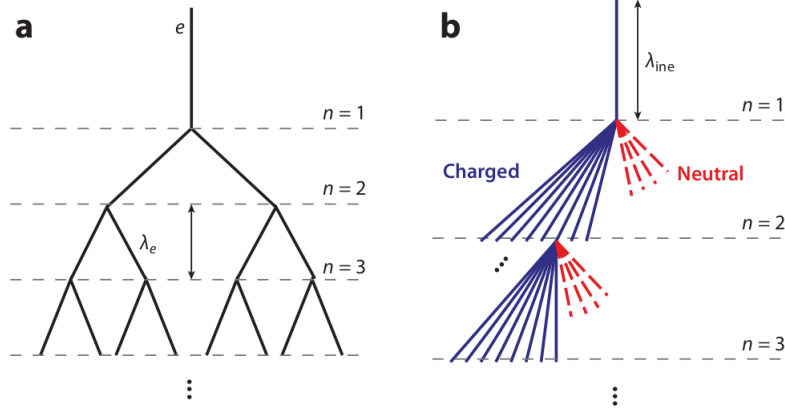 a
e
n = 1
n = 2
λe
n = 3
b
λine
n = 1
Charged
Neutral
n = 2
n = 3